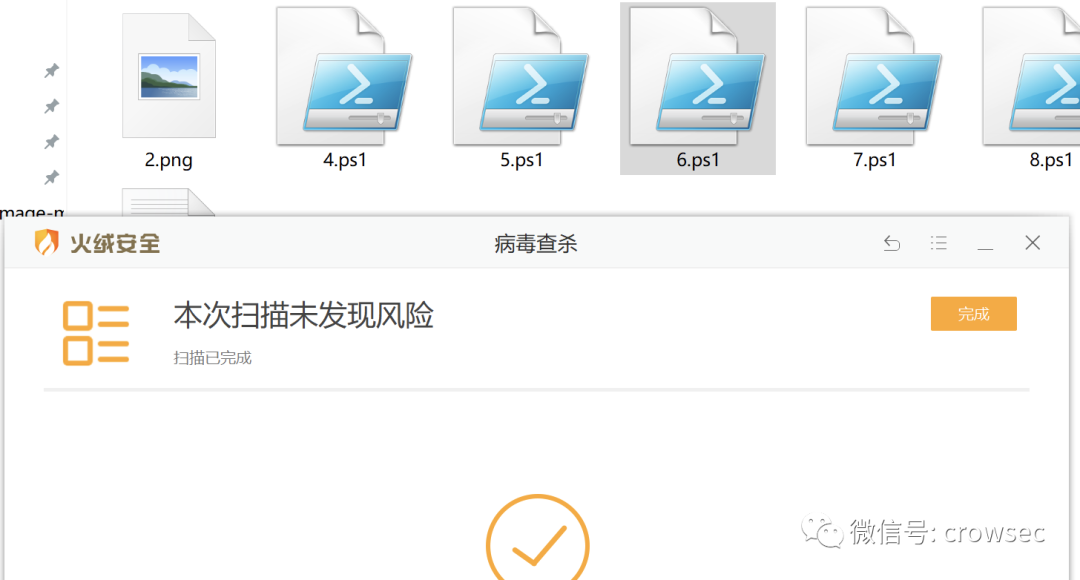 2.png
4.ps1
5.ps1
6.ps1
7.ps1
8.ps1
mage-m
火绒安全
病毒查杀
本次扫描未发现风险
完成
扫描已完成
微信号: crowsec